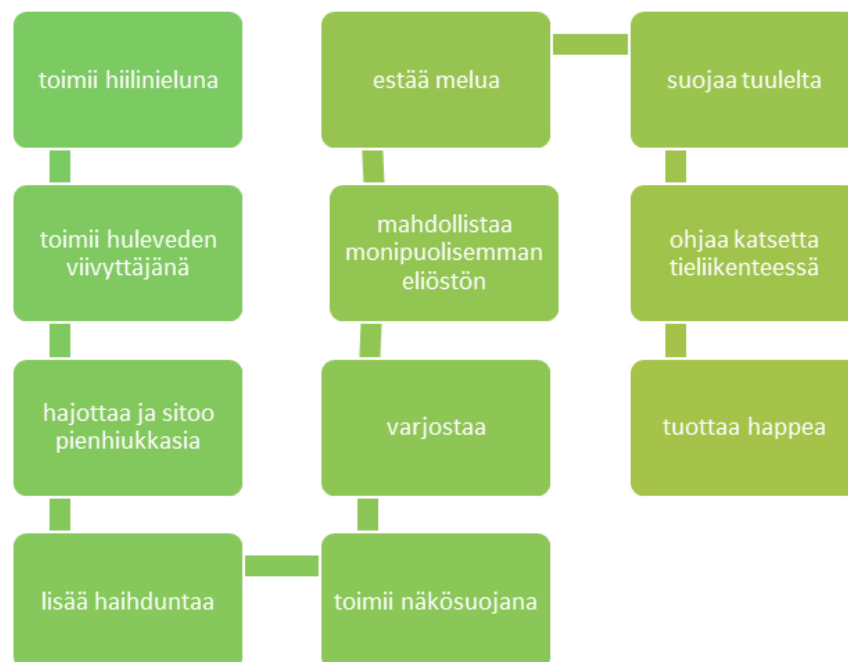 toimii hiilinieluna
toimii huleveden
viivyttäjänä
hajottaa ja sitoo
pienhiukkasia
lisää haihduntaa
toimii näkösuojana
varjostaa
mahdollistaa
monipuolisemman
eliöstön
estää melua
suojaa tuulelta
ohjaa katsetta
tieliikenteessä
tuottaa happea